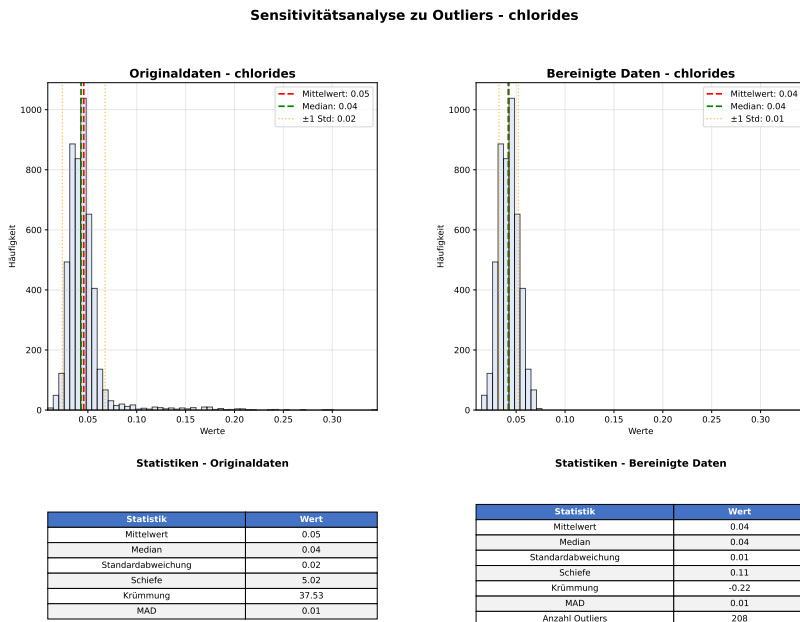 Sensitivitätsanalyse zu Outliers - chlorides
Originaldaten - chlorides
Mittelwert: 0.05
Median: 0.04
±1 Std: 0.02
Häufigkeit
1000
800
600
400
200
0
0.05 0.10 0.15 0.20 0.25 0.30
Werte
Bereinigte Daten - chlorides
Mittelwert: 0.04
Median: 0.04
±1 Std: 0.01
Häufigkeit
1000
800
600
400
200
0
0.05 0.10 0.15 0.20 0.25 0.30
Werte
Statistiken - Originaldaten
Statistik Wert
Mittelwert 0.05
Median 0.04
Standardabweichung 0.02
Schiefe 5.02
Krümmung 37.53
MAD 0.01
Statistiken - Bereinigte Daten
Statistik Wert
Mittelwert 0.04
Median 0.04
Standardabweichung 0.01
Schiefe 0.11
Krümmung -0.22
MAD 0.01
Anzahl Outliers 208